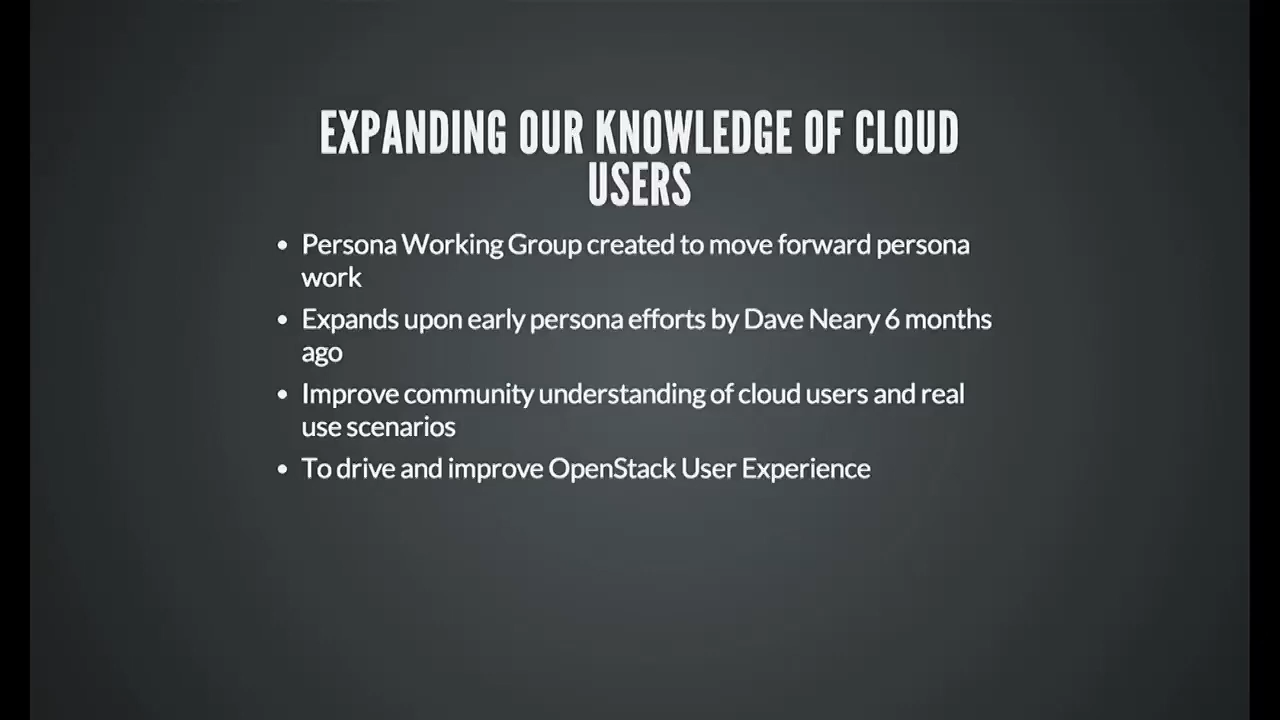 EXPANDING OUR KNOWLEDGE OF CLOUD
USERS
• Persona Working Group created to move forward persona
work
• Expands upon early persona efforts by Dave Neary 6 months
ago
• Improve community understanding of cloud users and real
use scenarios
• To drive and improve OpenStack User Experience